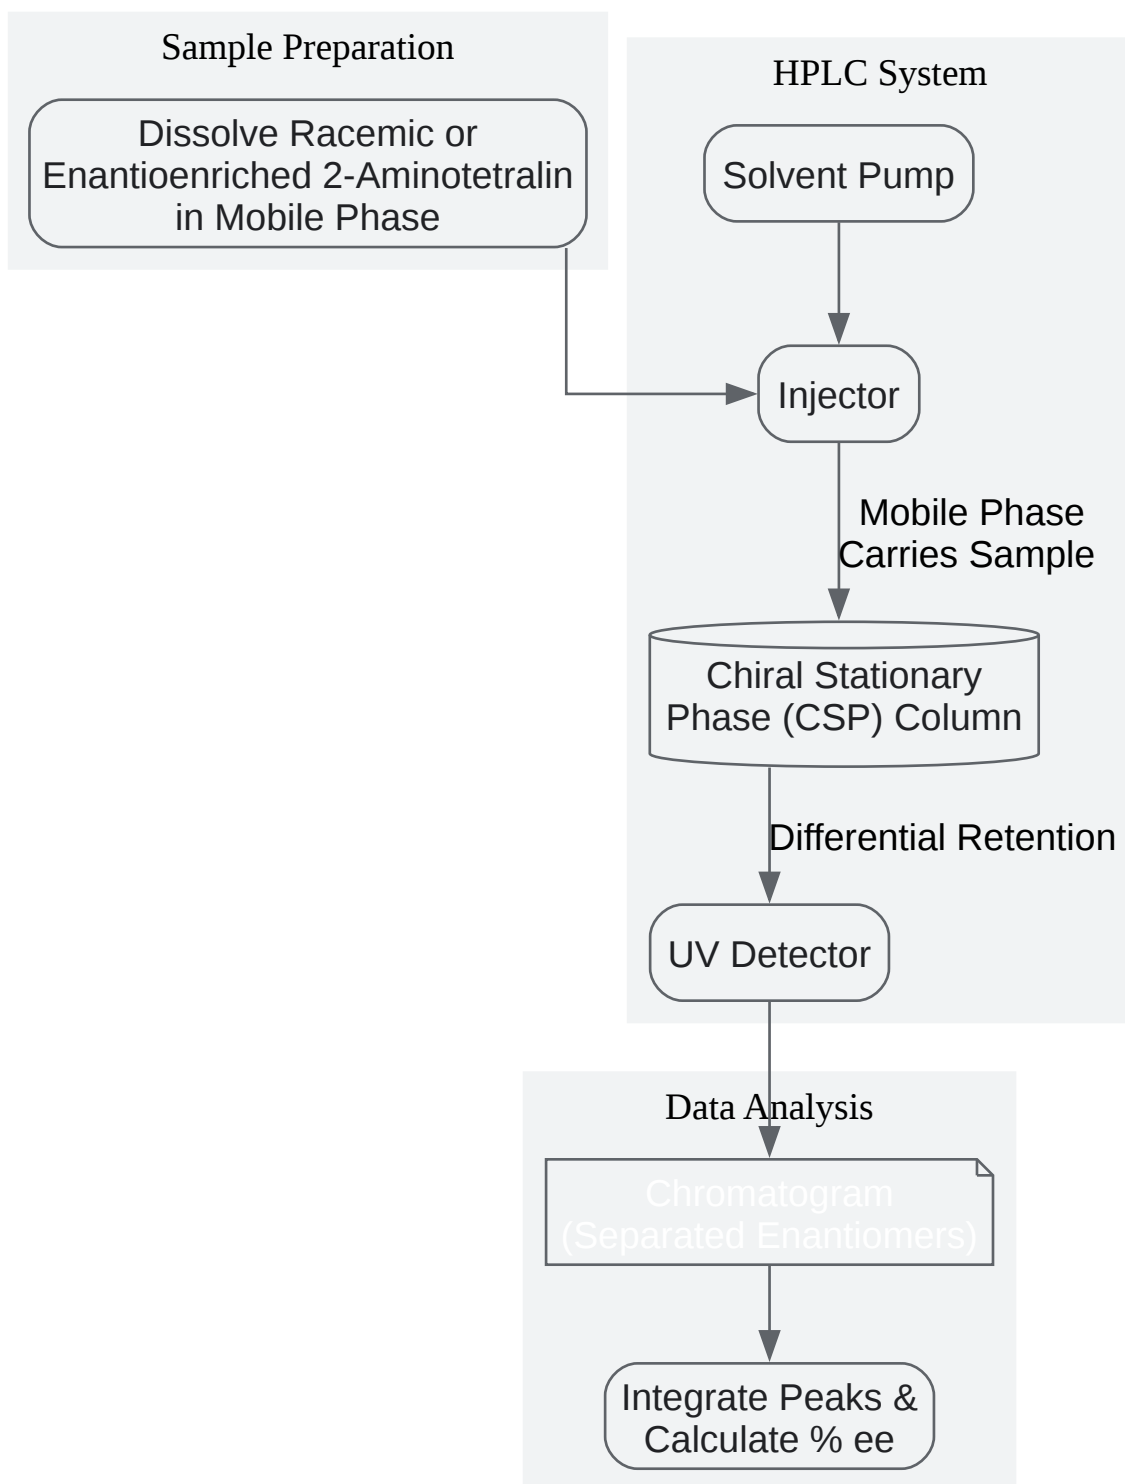 Sample Preparation
Dissolve Racemic or
Enantioenriched 2-Aminotetralin
in Mobile Phase
HPLC System
Solvent Pump
Injector
Mobile Phase
Carries Sample
Chiral Stationary
Phase (CSP) Column
Differential Retention
UV Detector
Data Analysis
Chromatogram
(Separated Enantiomers)
Integrate Peaks &
Calculate % ee